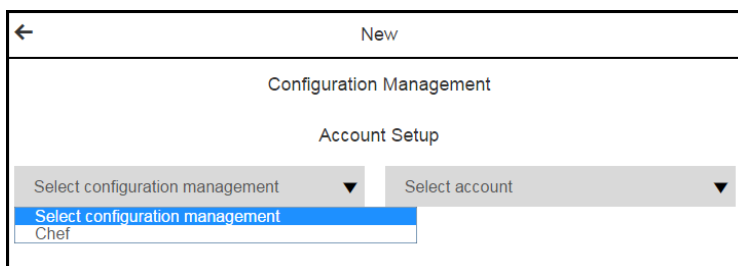 New
Configuration Management
Account Setup
Select configuration management
Select account
Select configuration management
Chef